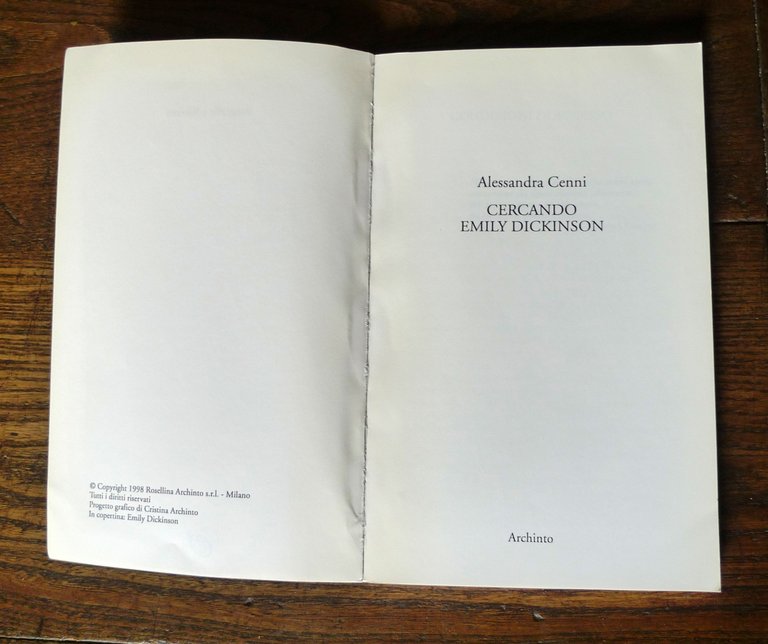 © Copyright 1998 Rosellina Archinto s.r.l. - Milano
Tutti i diritti riservati
Progetto grafico di Cristina Archinto
In copertina: Emily Dickinson
Alessandra Cenni
CERCANDO
EMILY DICKINSON
Archinto